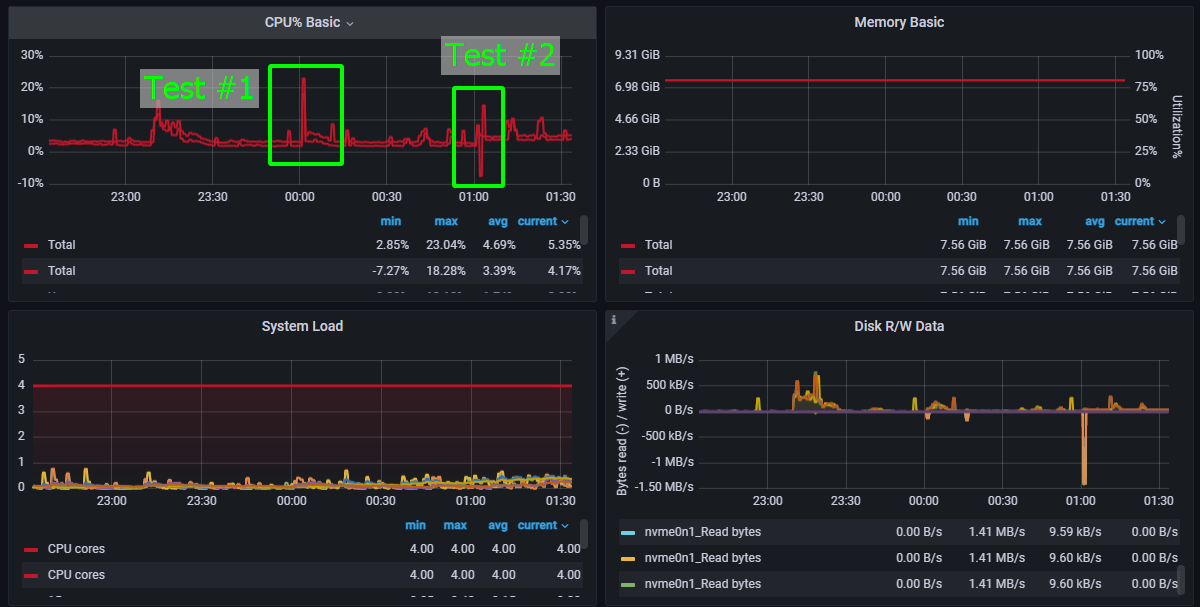 CPU% Basic
Test #1
Test #2
30%
20%
10%
0%
-10%
23:00 23:30 00:00 00:30 01:00 01:30
min max avg current
Total 2.85% 23.04% 4.69% 5.35%
Total -7.27% 18.28% 3.39% 4.17%
Memory Basic
9.31 GiB 100%
6.98 GiB 75%
4.66 GiB 50%
2.33 GiB 25%
0 B 0%
Utilization%
23:00 23:30 00:00 00:30 01:00 01:30
min max avg current
Total 7.56 GiB 7.56 GiB 7.56 GiB 7.56 GiB
Total 7.56 GiB 7.56 GiB 7.56 GiB 7.56 GiB
System Load
5
4
3
2
1
0
23:00 23:30 00:00 00:30 01:00 01:30
min max avg current
CPU cores 4.00 4.00 4.00 4.00
CPU cores 4.00 4.00 4.00 4.00
i
Disk R/W Data
Bytes read (-) / write (+)
1 MB/s
500 kB/s
0 B/s
-500 kB/s
-1 MB/s
-1.50 MB/s
23:00 23:30 00:00 00:30 01:00 01:30
nvme0n1_Read bytes 0.00 B/s 1.41 MB/s 9.59 kB/s 0.00 B/s
nvme0n1_Read bytes 0.00 B/s 1.41 MB/s 9.60 kB/s 0.00 B/s
nvme0n1_Read bytes 0.00 B/s 1.41 MB/s 9.60 kB/s 0.00 B/s